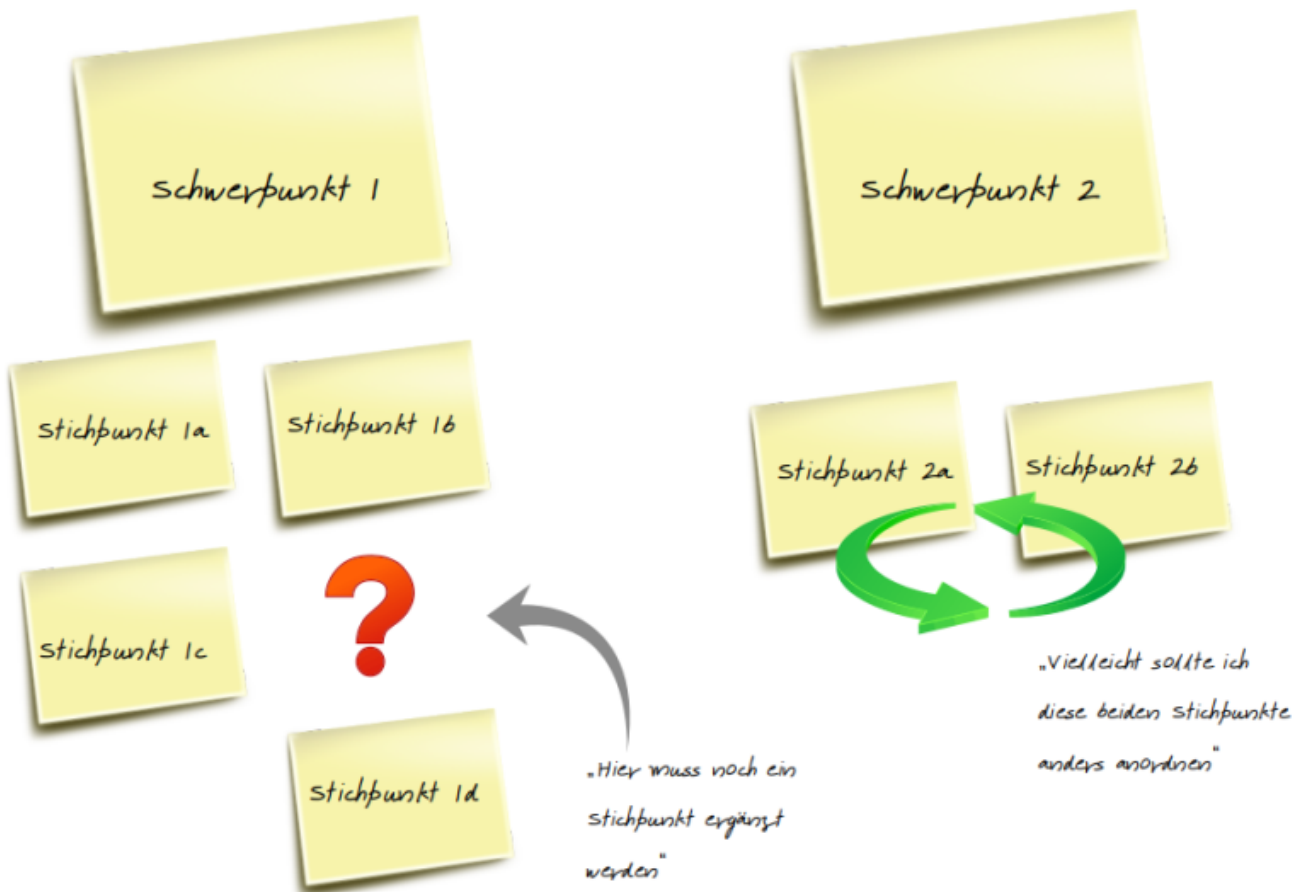 Schwerpunkt 1
Schwerpunkt 2
Stichpunkt 1a
Stichpunkt 1b
Stichpunkt 2a
Stichpunkt 2b
Stichpunkt 1c
?
Stichpunkt 1d
„Hier muss noch ein
Stichpunkt ergänzt
werden“
„Vielleicht sollte ich
diese beiden Stichpunkte
anders anordnen“